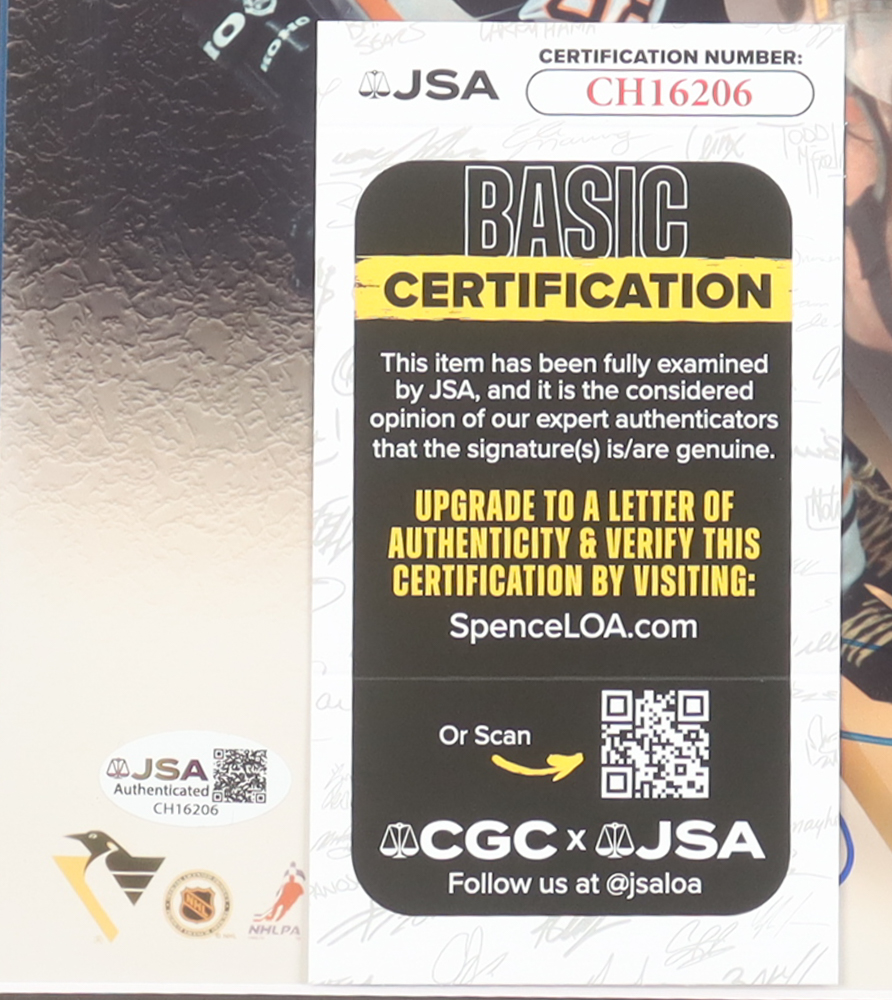 CERTIFICATION NUMBER:
JSA
CH16206
BASIC
CERTIFICATION
This item has been fully examined
by JSA, and it is the considered
opinion of our expert authenticators
that the signature(s) is/are genuine.
UPGRADE TO A LETTER OF
AUTHENTICITY & VERIFY THIS
CERTIFICATION BY VISITING:
SpenceLOA.com
Or Scan
CGC x JSA
Follow us at @jsaloa
JSA
Authenticated
CH16206
NHL
NHLPA